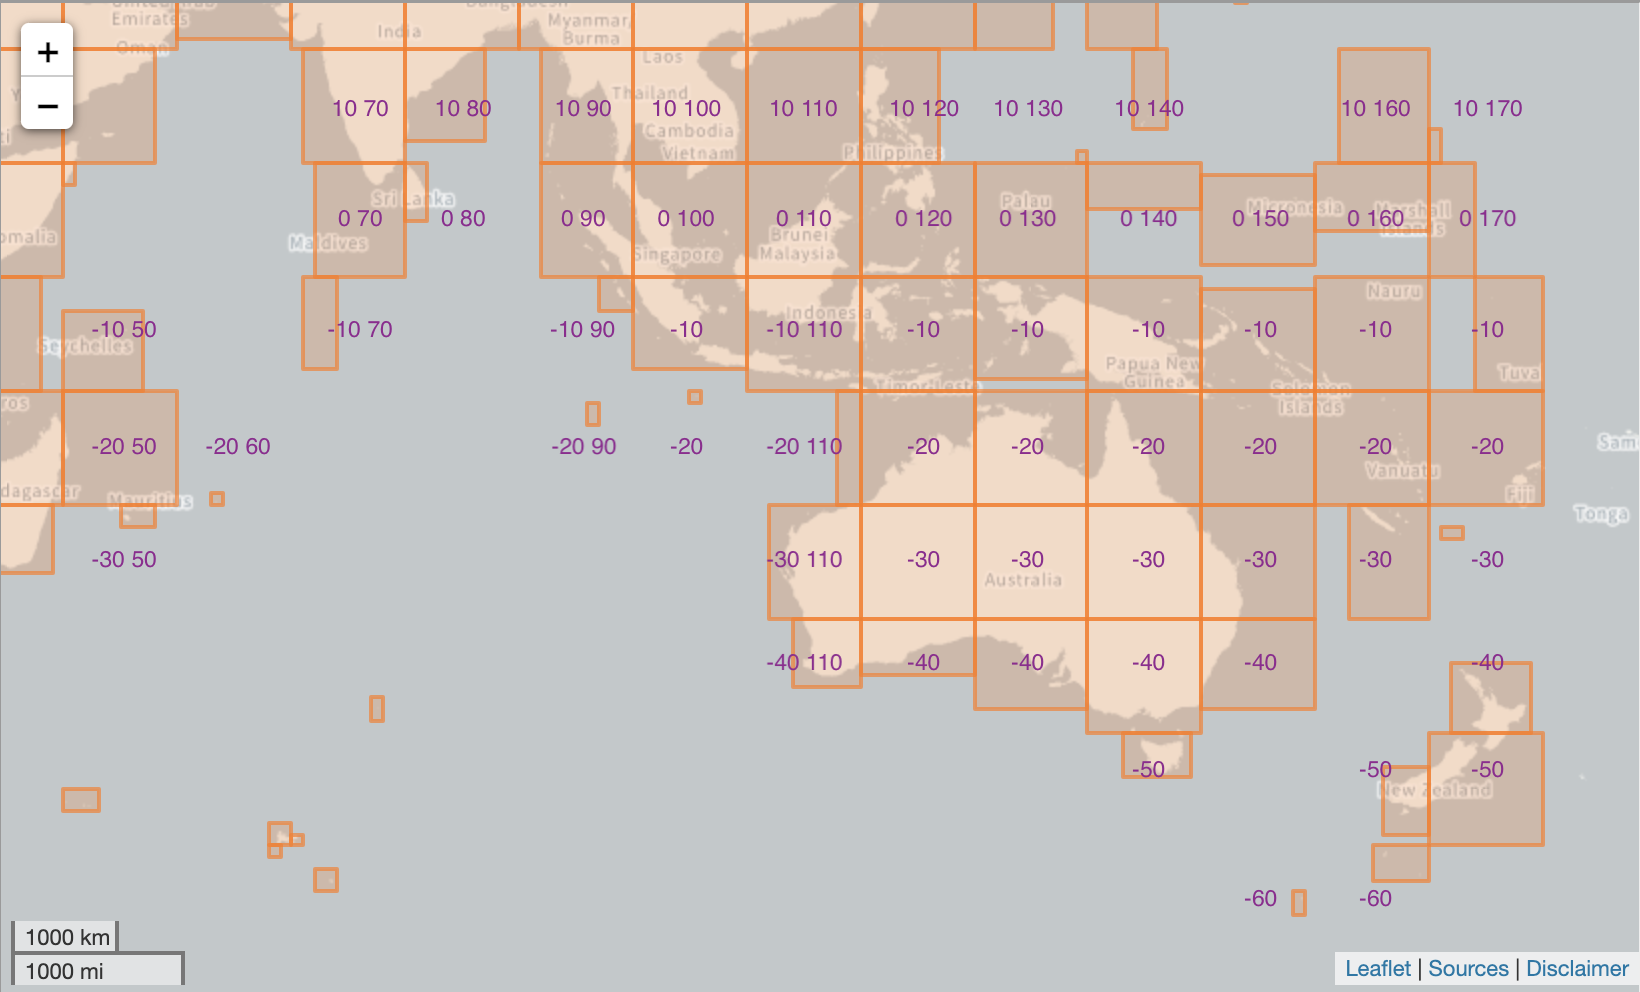 United Arab
Emirates
Oman
India
Bangladesh
Myanmar/
Burma
Laos
Thailand
Cambodia
Vietnam
Philippines
+
−
10 70
10 80
10 90
10 100
10 110
10 120
10 130
10 140
10 160
10 170
Sri Lanka
Maldives
omalia
Palau
Micronesia
Marshall
Islands
0 70
0 80
0 90
0 100
0 110
0 120
0 130
0 140
0 150
0 160
0 170
Brunei
Malaysia
Singapore
Indonesia
Nauru
-10 50
-10 70
-10 90
-10
-10 110
-10
-10
-10
-10
-10
-10
Seychelles
Papua New
Guinea
Timor-Leste
Solomon
Islands
Tuva
ros
-20 50
-20 60
-20 90
-20
-20 110
-20
-20
-20
-20
-20
-20
Sam
dagascar
Mauritius
Vanuatu
Fiji
Tonga
-30 50
-30 110
-30
-30
-30
-30
-30
-30
Australia
-40 110
-40
-40
-40
-40
-40
-50
-50
-50
New Zealand
-60
-60
1000 km
1000 mi
Leaflet | Sources | Disclaimer